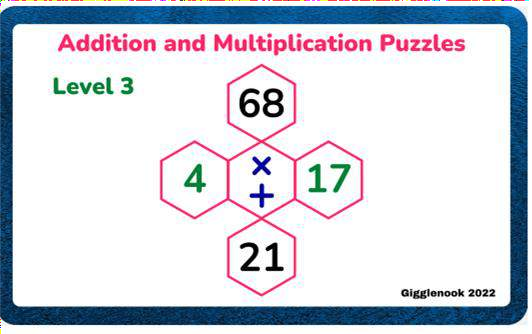 Addition and Multiplication Puzzles
Level 3
68
4 × 17
+
21
Gigglenook 2022